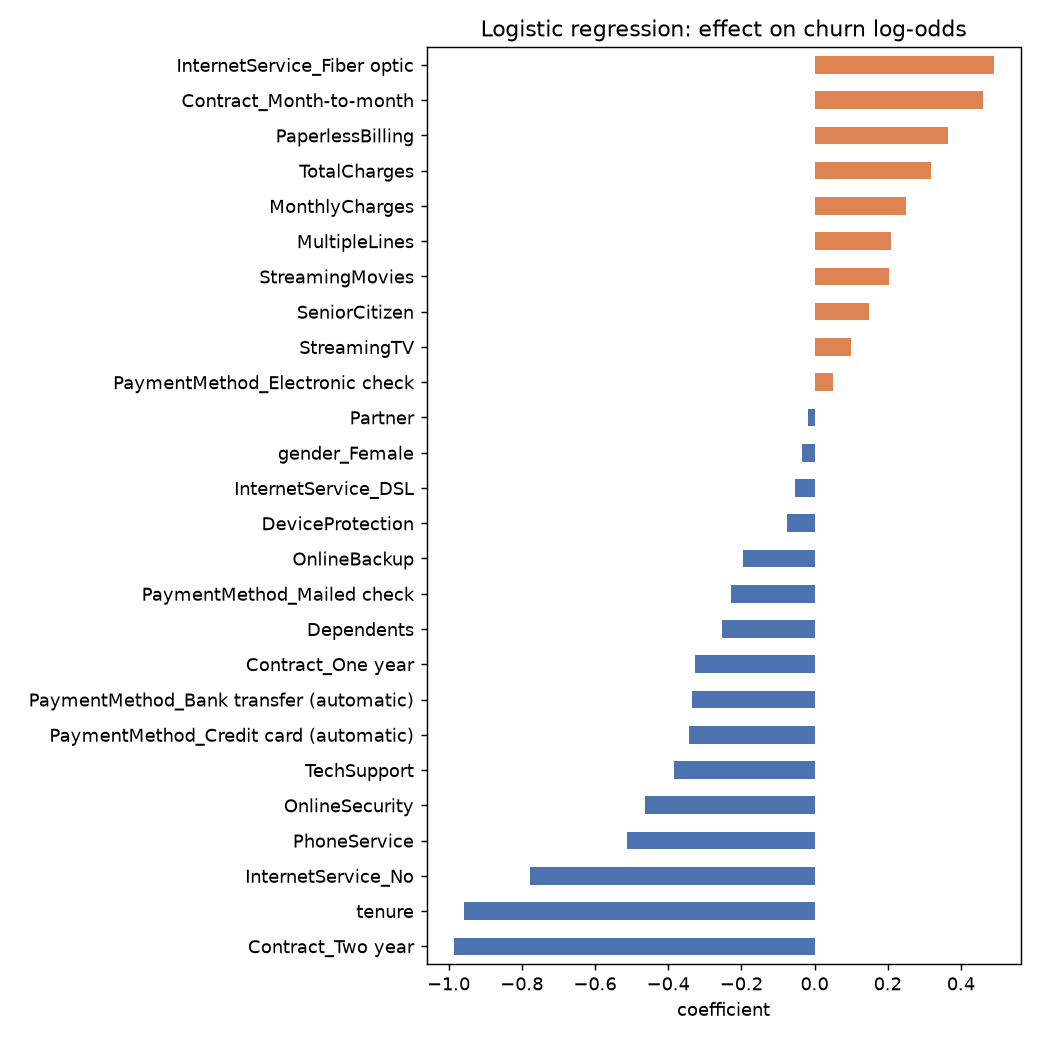 Logistic regression: effect on churn log-odds
InternetService_Fiber optic
Contract_Month-to-month
PaperlessBilling
TotalCharges
MonthlyCharges
MultipleLines
StreamingMovies
SeniorCitizen
StreamingTV
PaymentMethod_Electronic check
Partner
gender_Female
InternetService_DSL
DeviceProtection
OnlineBackup
PaymentMethod_Mailed check
Dependents
Contract_One year
PaymentMethod_Bank transfer (automatic)
PaymentMethod_Credit card (automatic)
TechSupport
OnlineSecurity
PhoneService
InternetService_No
tenure
Contract_Two year
−1.0 −0.8 −0.6 −0.4 −0.2 0.0 0.2 0.4
coefficient